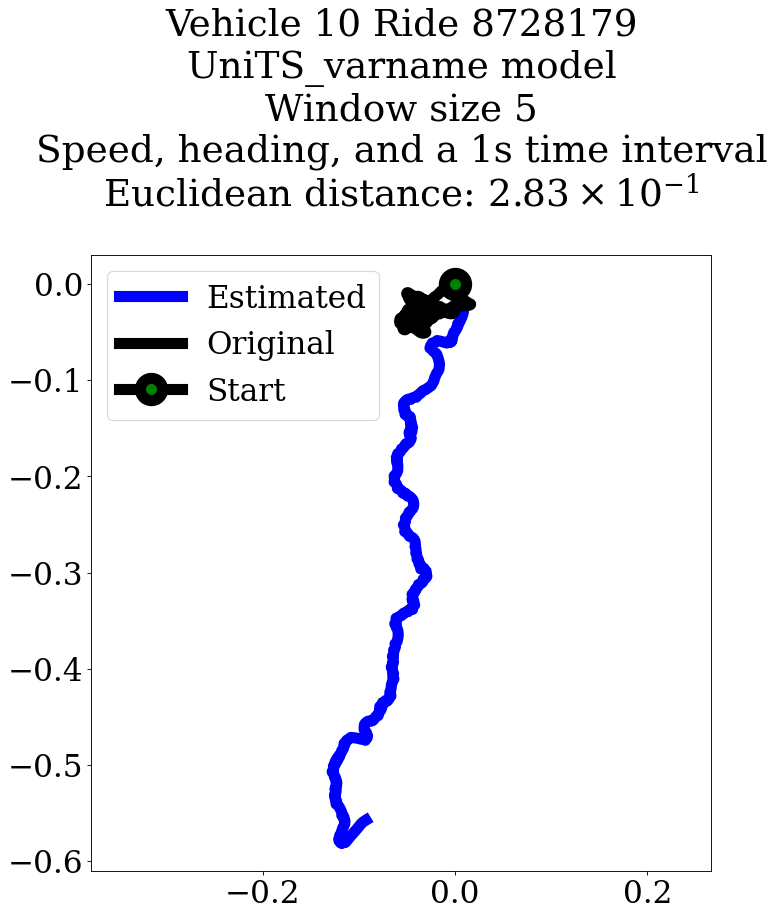 Vehicle 10 Ride 8728179
UniTS_varname model
Window size 5
Speed, heading, and a 1s time interval
Euclidean distance: 2.83 × 10⁻¹
Estimated
Original
Start
0.0
−0.1
−0.2
−0.3
−0.4
−0.5
−0.6
−0.2 0.0 0.2